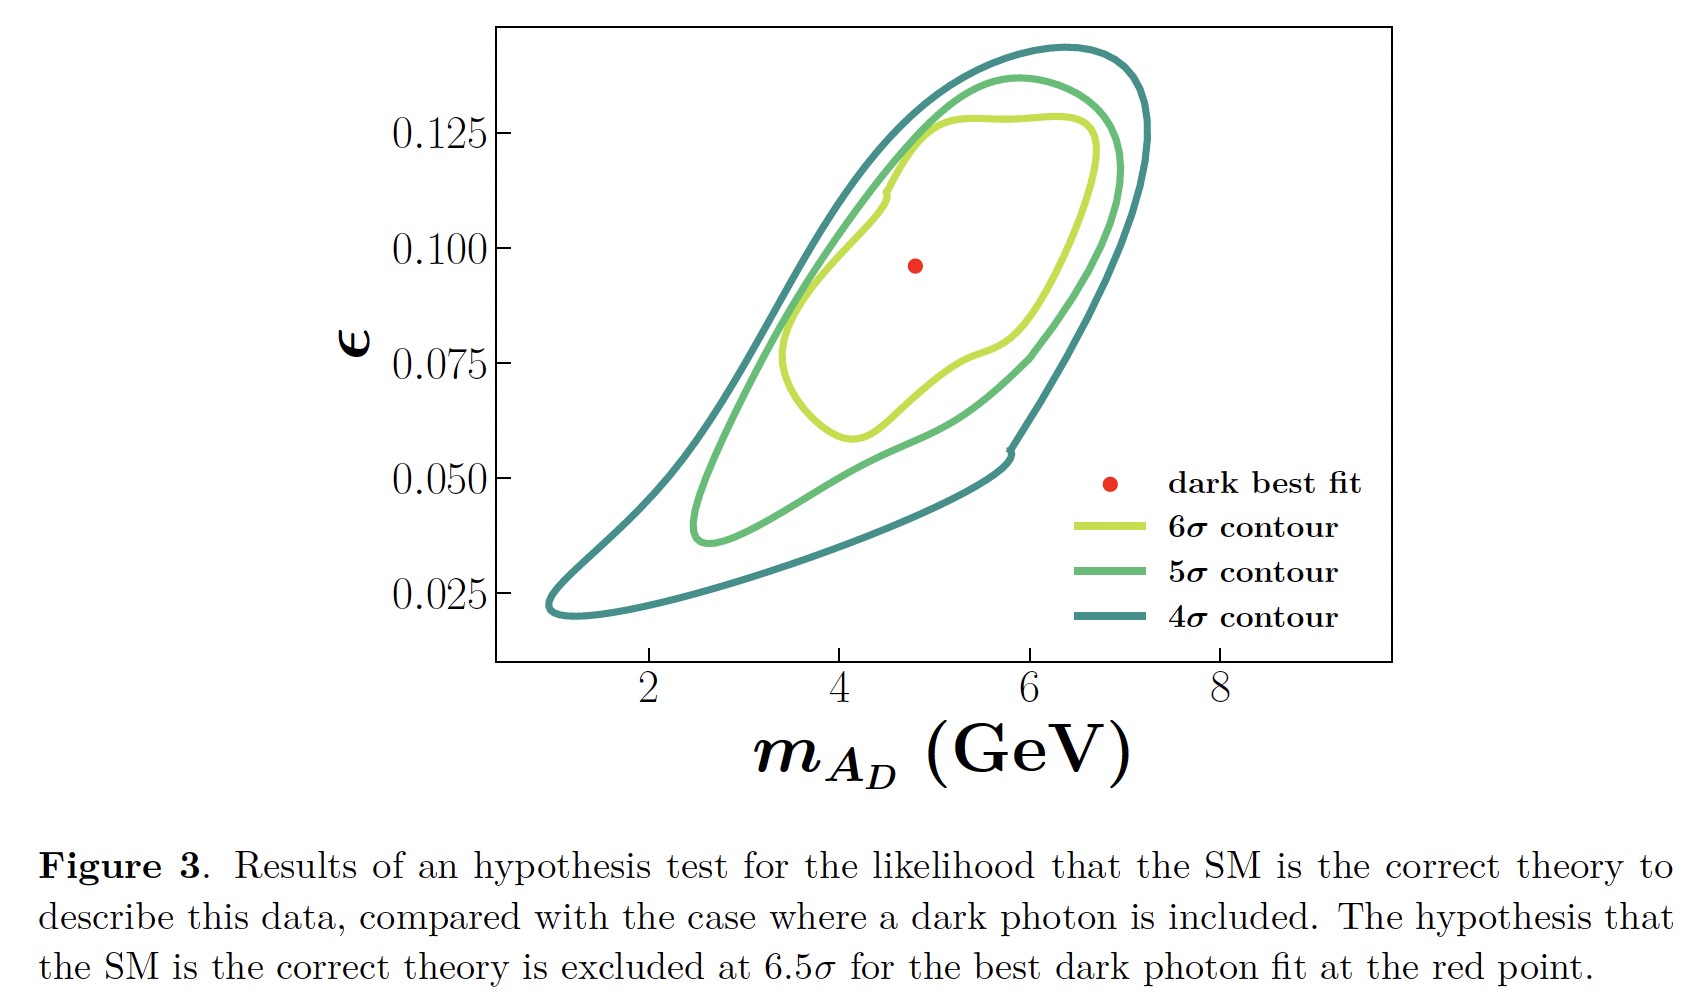 0.125
0.100
0.075
0.050
0.025
ϵ
dark best fit
6σ contour
5σ contour
4σ contour
2 4 6 8
m_{A_D} (GeV)
Figure 3. Results of an hypothesis test for the likelihood that the SM is the correct theory to
describe this data, compared with the case where a dark photon is included. The hypothesis that
the SM is the correct theory is excluded at 6.5σ for the best dark photon fit at the red point.